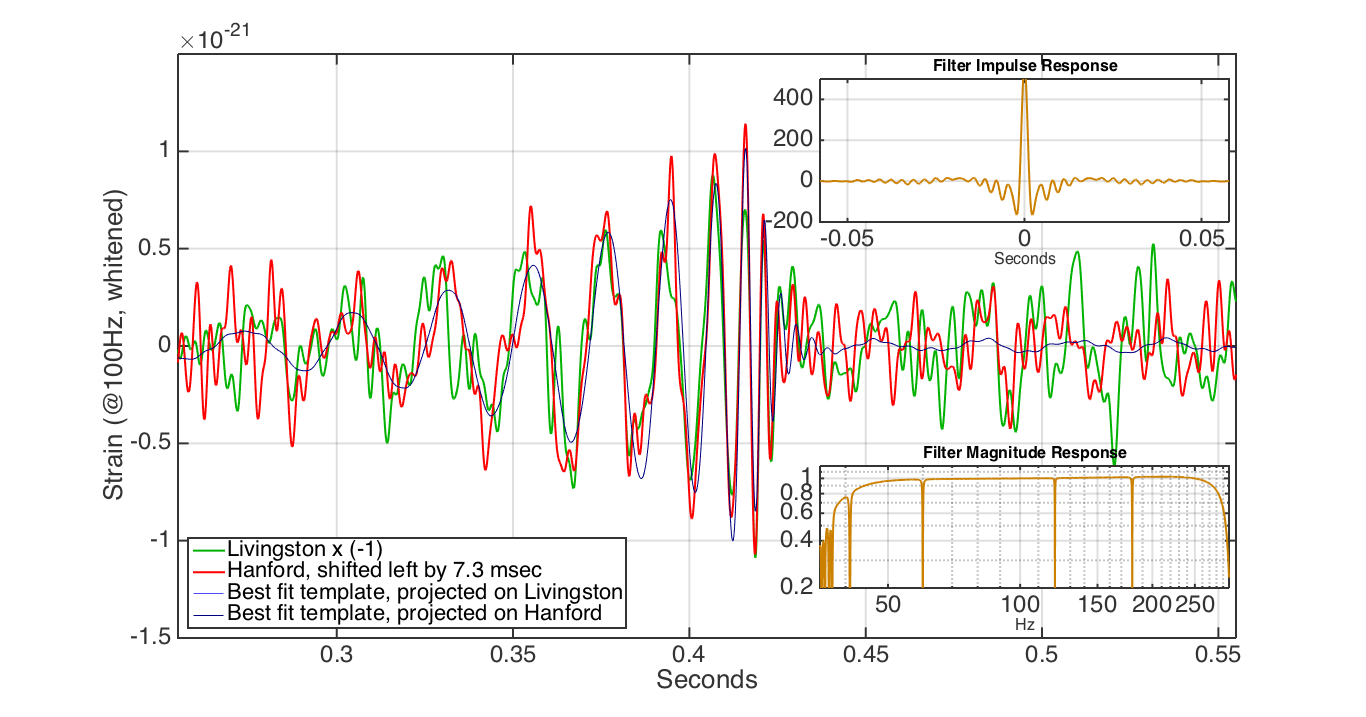 ×10-21
Filter Impulse Response
400
200
0
-200
-0.05 0 0.05
Seconds
1
0.5
0
-0.5
-1
-1.5
Strain (@100Hz, whitened)
Filter Magnitude Response
1
0.8
0.6
0.4
0.2
50 100 150 200 250
Hz
Livingston x (-1)
Hanford, shifted left by 7.3 msec
Best fit template, projected on Livingston
Best fit template, projected on Hanford
0.3 0.35 0.4 0.45 0.5 0.55
Seconds